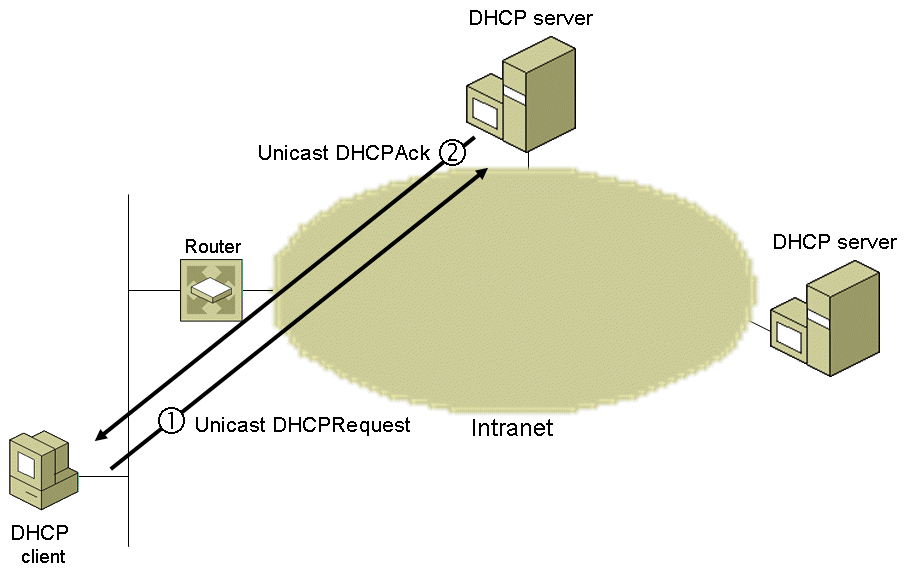 DHCP server
Unicast DHCPAck 2
Router
DHCP server
1 Unicast DHCPRequest
Intranet
DHCP
client